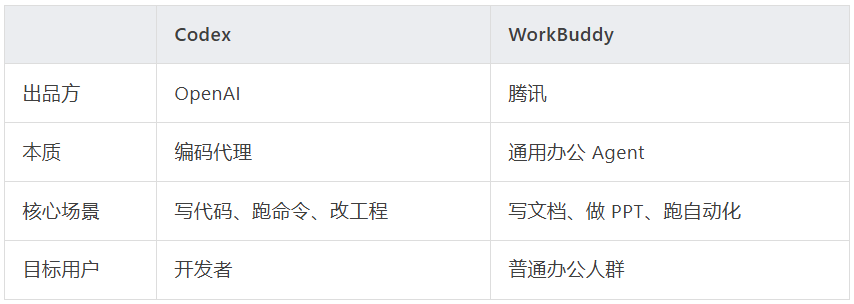 Codex WorkBuddy
出品方 OpenAI 腾讯
本质 编码代理 通用办公 Agent
核心场景 写代码、跑命令、改工程 写文档、做 PPT、跑自动化
目标用户 开发者 普通办公人群